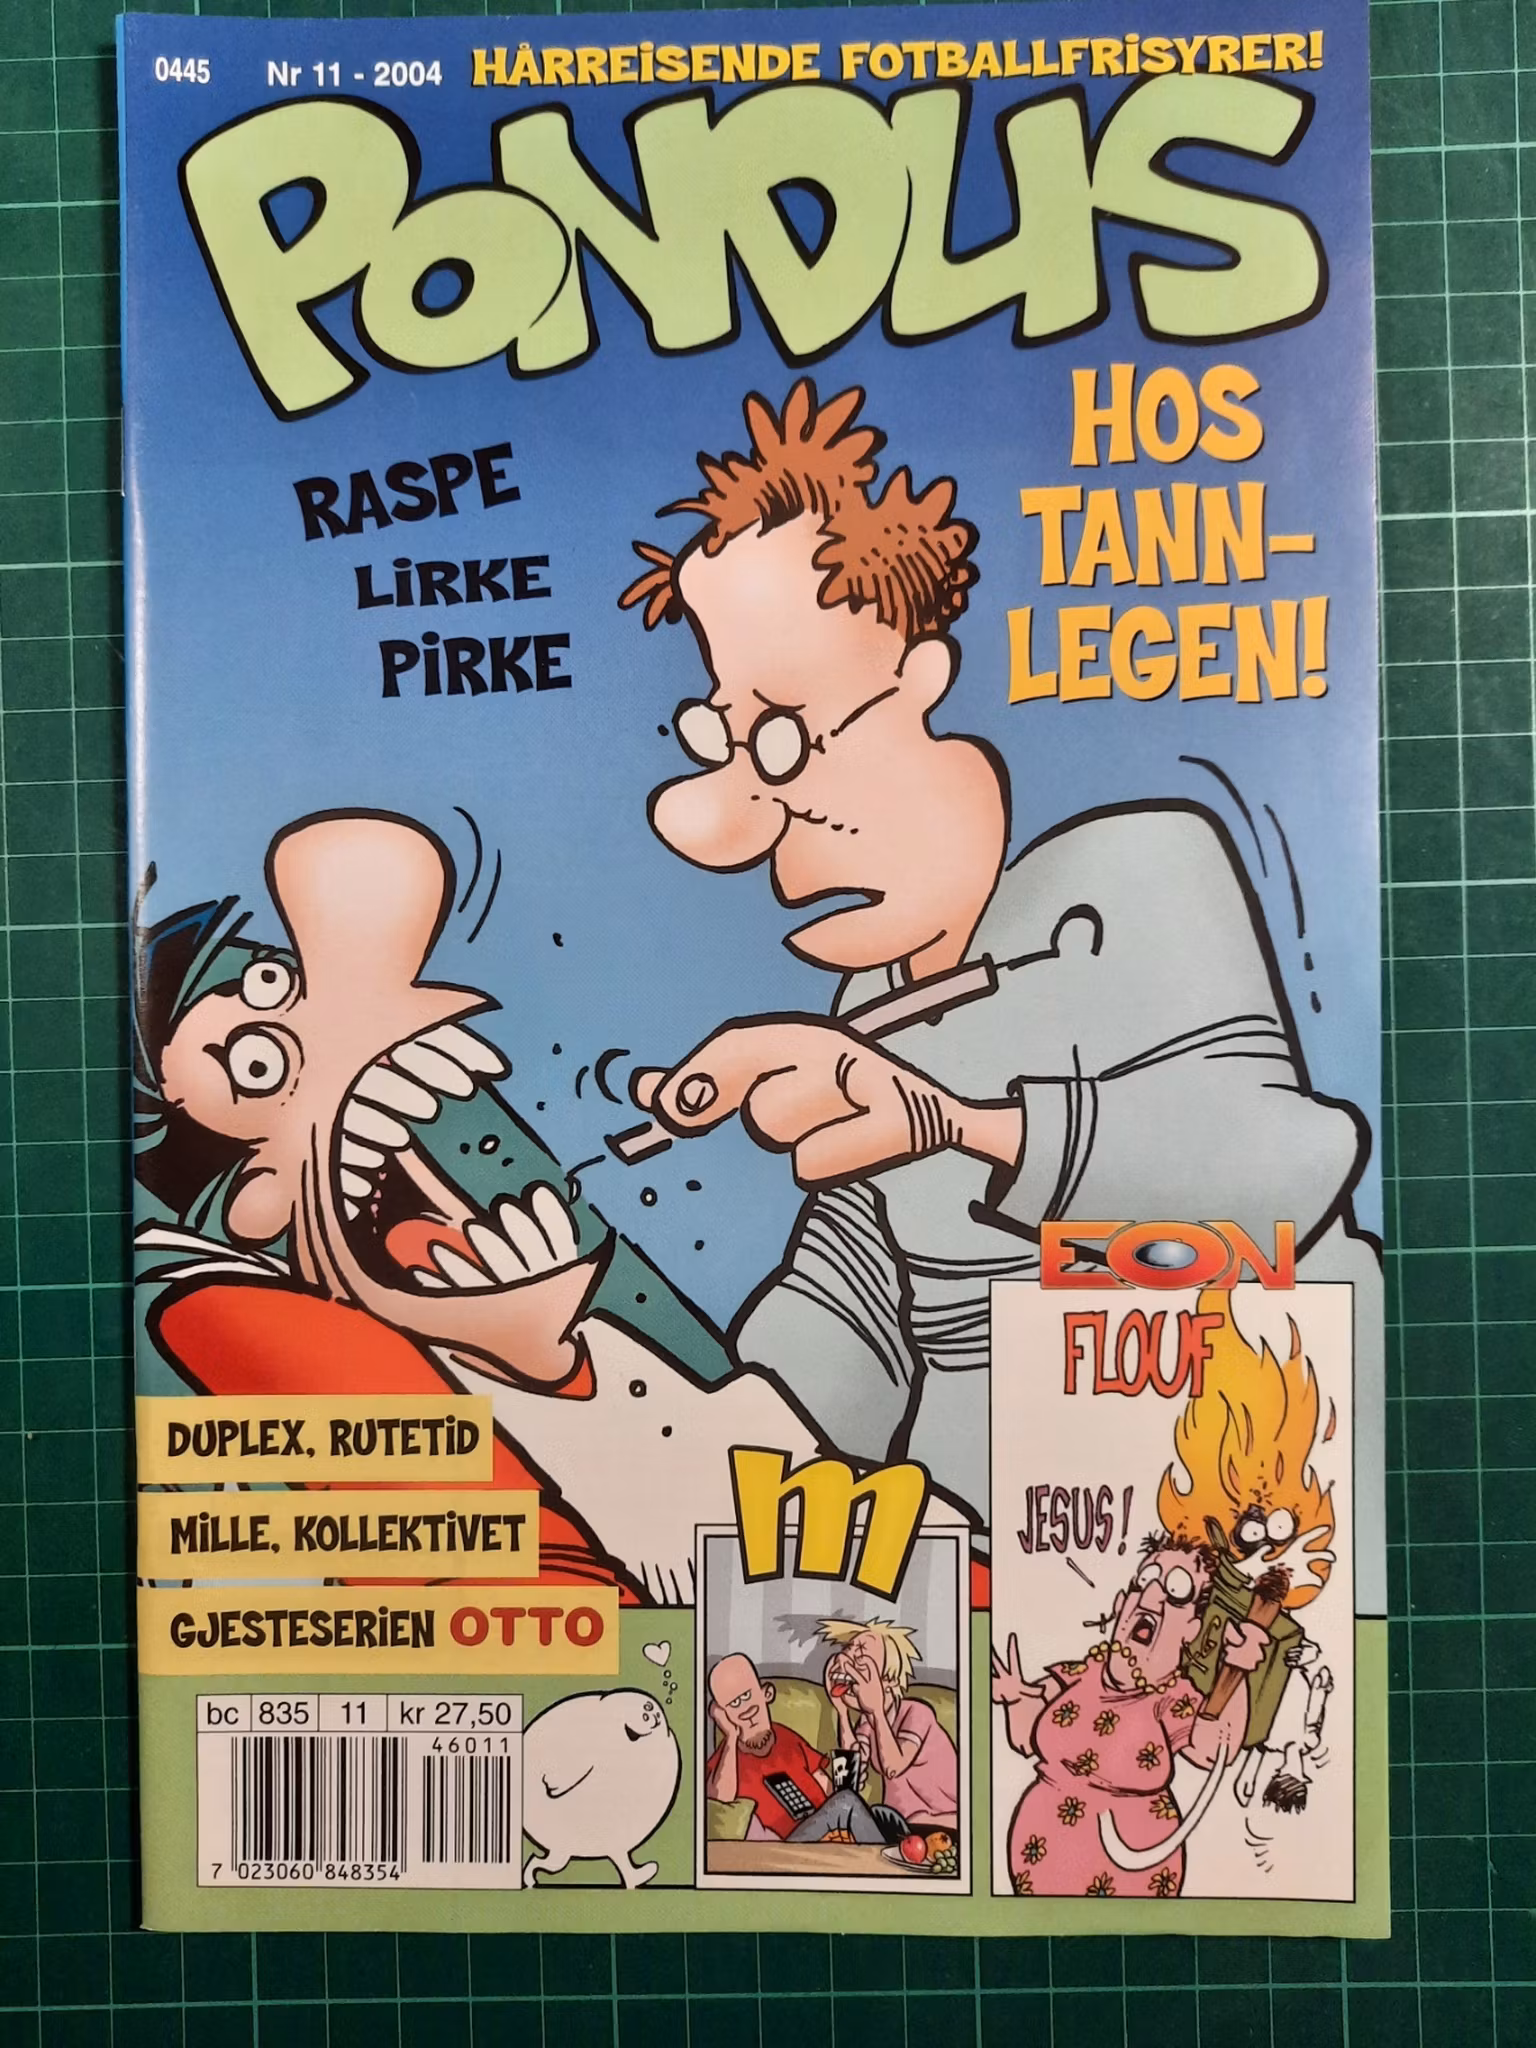 0445 Nr 11 - 2004 HÅRREiSENDE FOTBALLFRiSYRER!
PONDUS
HOS
TANN-
LEGEN!
RASPE
LiRKE
PiRKE
EON
FLOUF
JESUS!
DUPLEX, RUTETiD
MiLLE, KOLLEKTiVET
GJESTESERiEN OTTO
m
bc 835 11 kr 27,50
46011
7 023060 848354